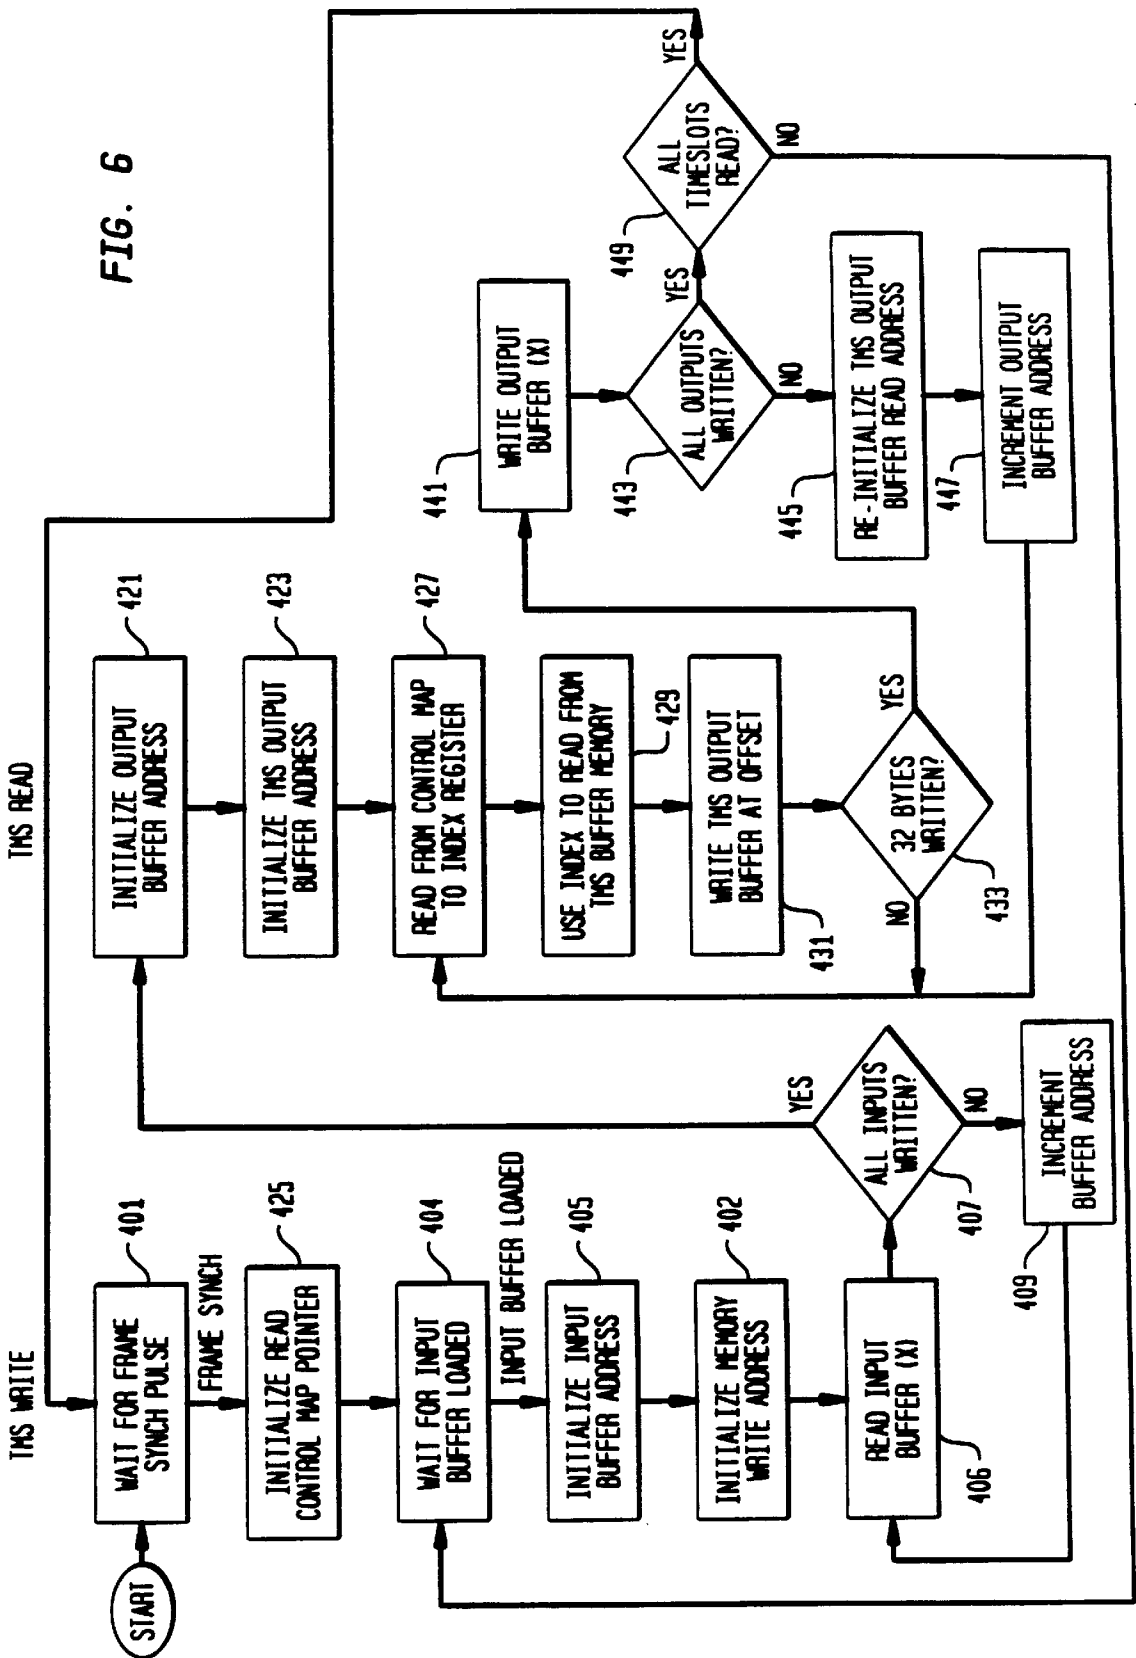 FIG. 6
TMS WRITE
TMS READ
START
WAIT FOR FRAME
SYNCH PULSE
401
FRAME SYNCH
INITIALIZE READ
CONTROL MAP POINTER
425
WAIT FOR INPUT
BUFFER LOADED
404
INPUT BUFFER LOADED
INITIALIZE INPUT
BUFFER ADDRESS
405
INITIALIZE MEMORY
WRITE ADDRESS
402
READ INPUT
BUFFER (X)
406
ALL INPUTS
WRITTEN?
407
YES
NO
INCREMENT
BUFFER ADDRESS
409
INITIALIZE OUTPUT
BUFFER ADDRESS
421
INITIALIZE TMS OUTPUT
BUFFER ADDRESS
423
READ FROM CONTROL MAP
TO INDEX REGISTER
427
USE INDEX TO READ FROM
TMS BUFFER MEMORY
429
WRITE TMS OUTPUT
BUFFER AT OFFSET
431
32 BYTES
WRITTEN?
433
NO
YES
WRITE OUTPUT
BUFFER (X)
441
ALL OUTPUTS
WRITTEN?
443
YES
NO
RE-INITIALIZE TMS OUTPUT
BUFFER READ ADDRESS
445
INCREMENT OUTPUT
BUFFER ADDRESS
447
ALL
TIMESLOTS
READ?
449
YES
NO